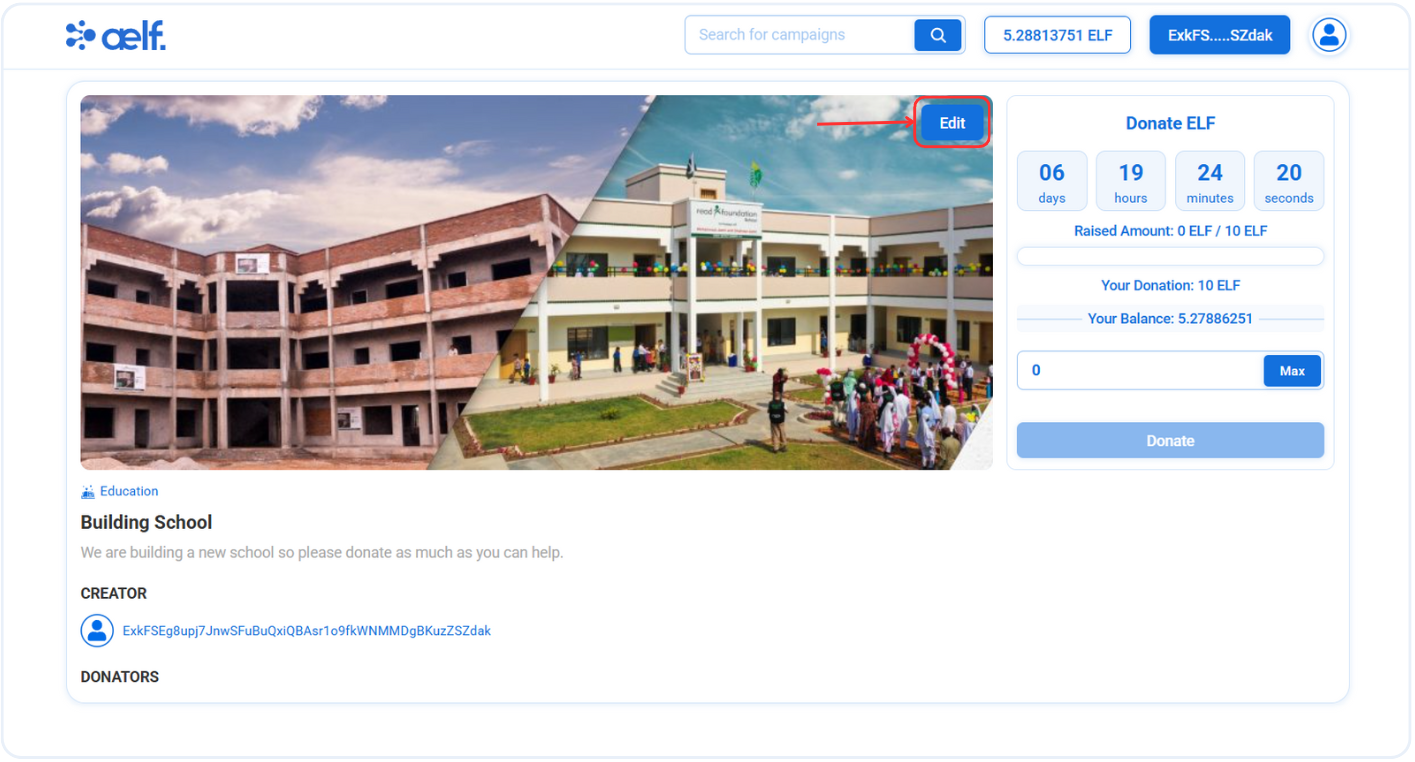 aelf.
Search for campaigns
5.28813751 ELF
ExkFS.....SZdak
Edit
read foundation
School
Donate ELF
06 19 24 20
days hours minutes seconds
Raised Amount: 0 ELF / 10 ELF
Your Donation: 10 ELF
Your Balance: 5.27886251
0
Max
Donate
Education
Building School
We are building a new school so please donate as much as you can help.
CREATOR
ExkFSEg8upj7JnwSFuBuQxiQBAsr1o9fkWNMMDgBKuzZSZdak
DONATORS